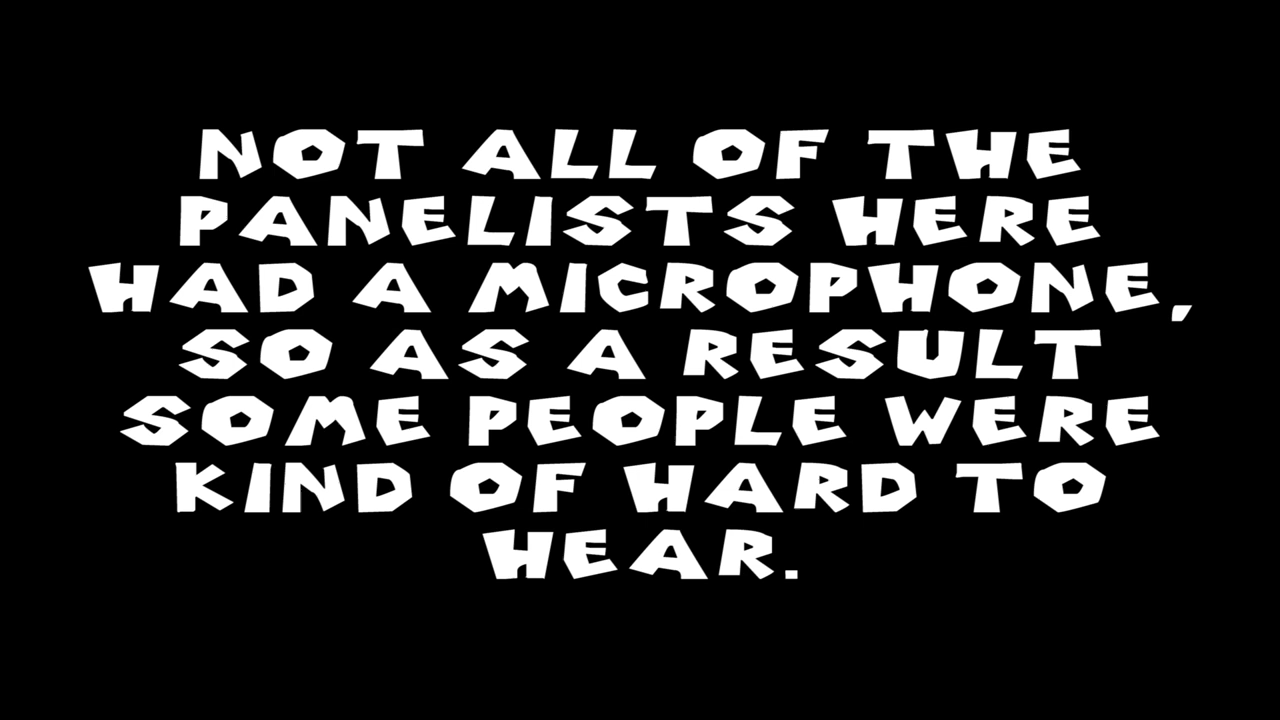 NOT ALL OF THE
PANELISTS HERE
HAD A MICROPHONE,
SO AS A RESULT
SOME PEOPLE WERE
KIND OF HARD TO
HEAR.